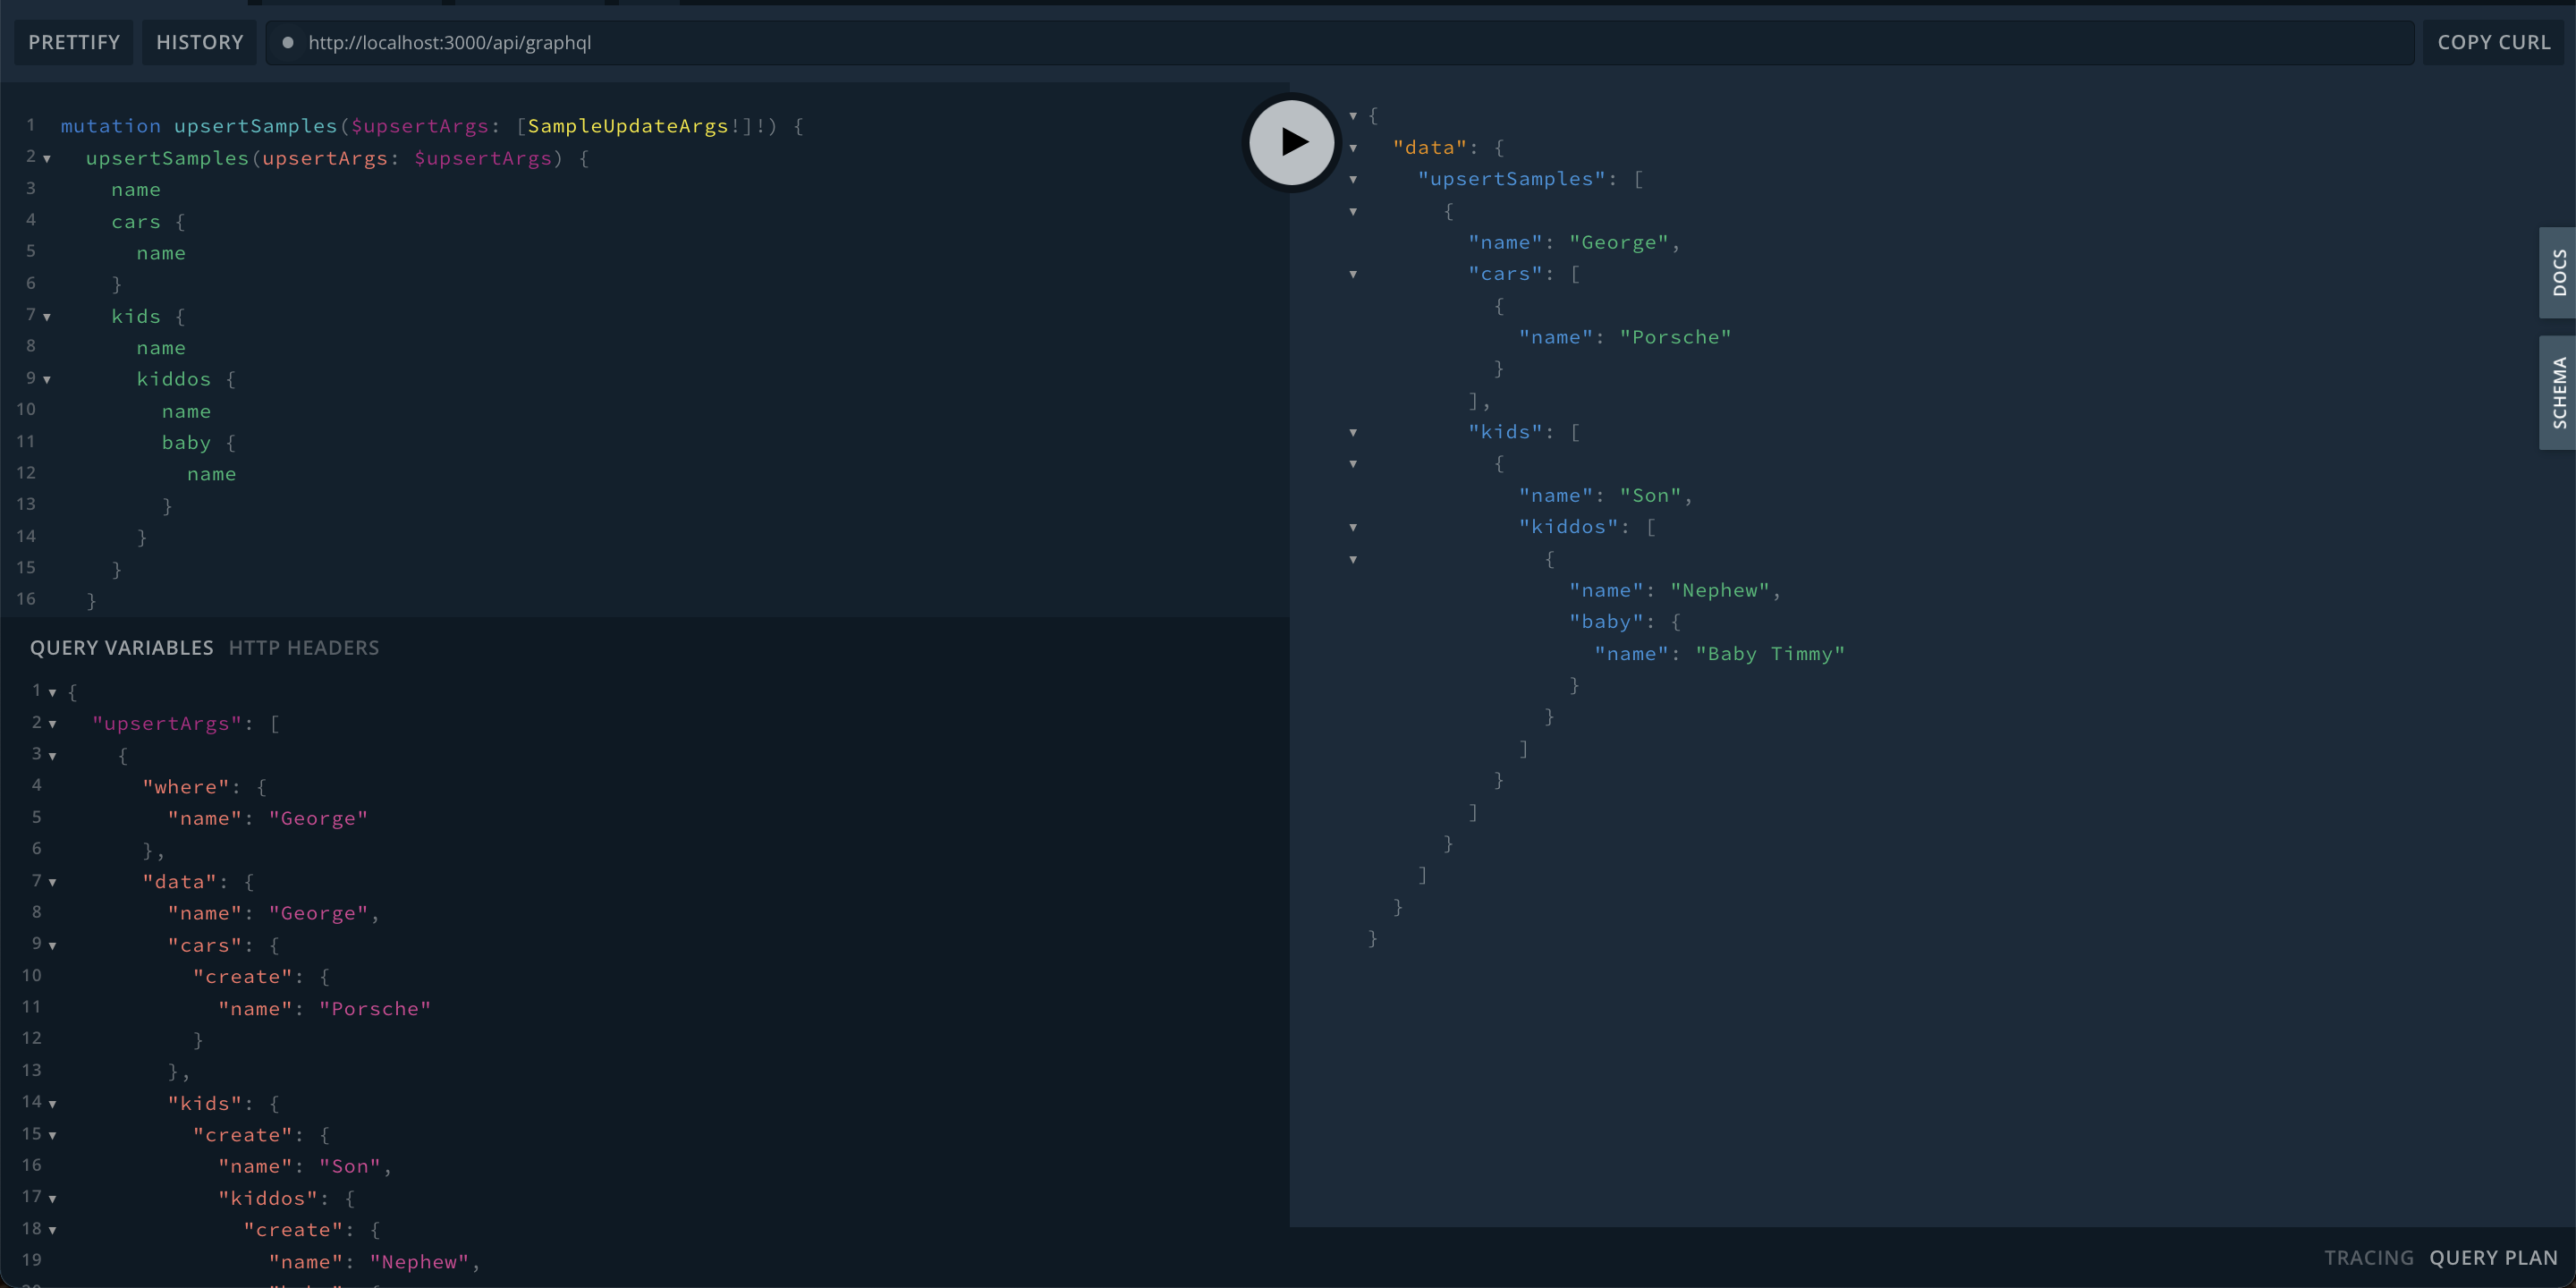 PRETTIFY HISTORY http://localhost:3000/api/graphql COPY CURL
1 mutation upsertSamples($upsertArgs: [SampleUpdateArgs!]!) {
2 upsertSamples(upsertArgs: $upsertArgs) {
3 name
4 cars {
5 name
6 }
7 kids {
8 name
9 kiddos {
10 name
11 baby {
12 name
13 }
14 }
15 }
16 }
QUERY VARIABLES HTTP HEADERS
1 {
2 "upsertArgs": [
3 {
4 "where": {
5 "name": "George"
6 },
7 "data": {
8 "name": "George",
9 "cars": {
10 "create": {
11 "name": "Porsche"
12 }
13 },
14 "kids": {
15 "create": {
16 "name": "Son",
17 "kiddos": {
18 "create": {
19 "name": "Nephew",
{
"data": {
"upsertSamples": [
{
"name": "George",
"cars": [
{
"name": "Porsche"
}
],
"kids": [
{
"name": "Son",
"kiddos": [
{
"name": "Nephew",
"baby": {
"name": "Baby Timmy"
}
}
]
}
]
}
]
}
}
DOCS
SCHEMA
TRACING QUERY PLAN